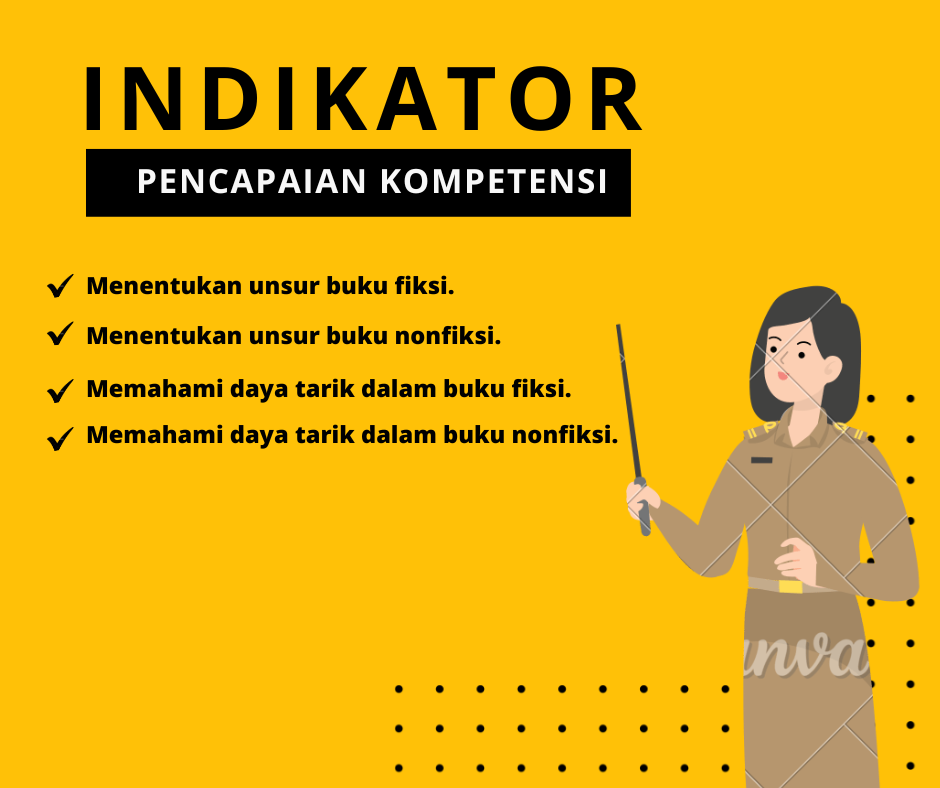 INDIKATOR
PENCAPAIAN KOMPETENSI
Menentukan unsur buku fiksi.
Menentukan unsur buku nonfiksi.
Memahami daya tarik dalam buku fiksi.
Memahami daya tarik dalam buku nonfiksi.